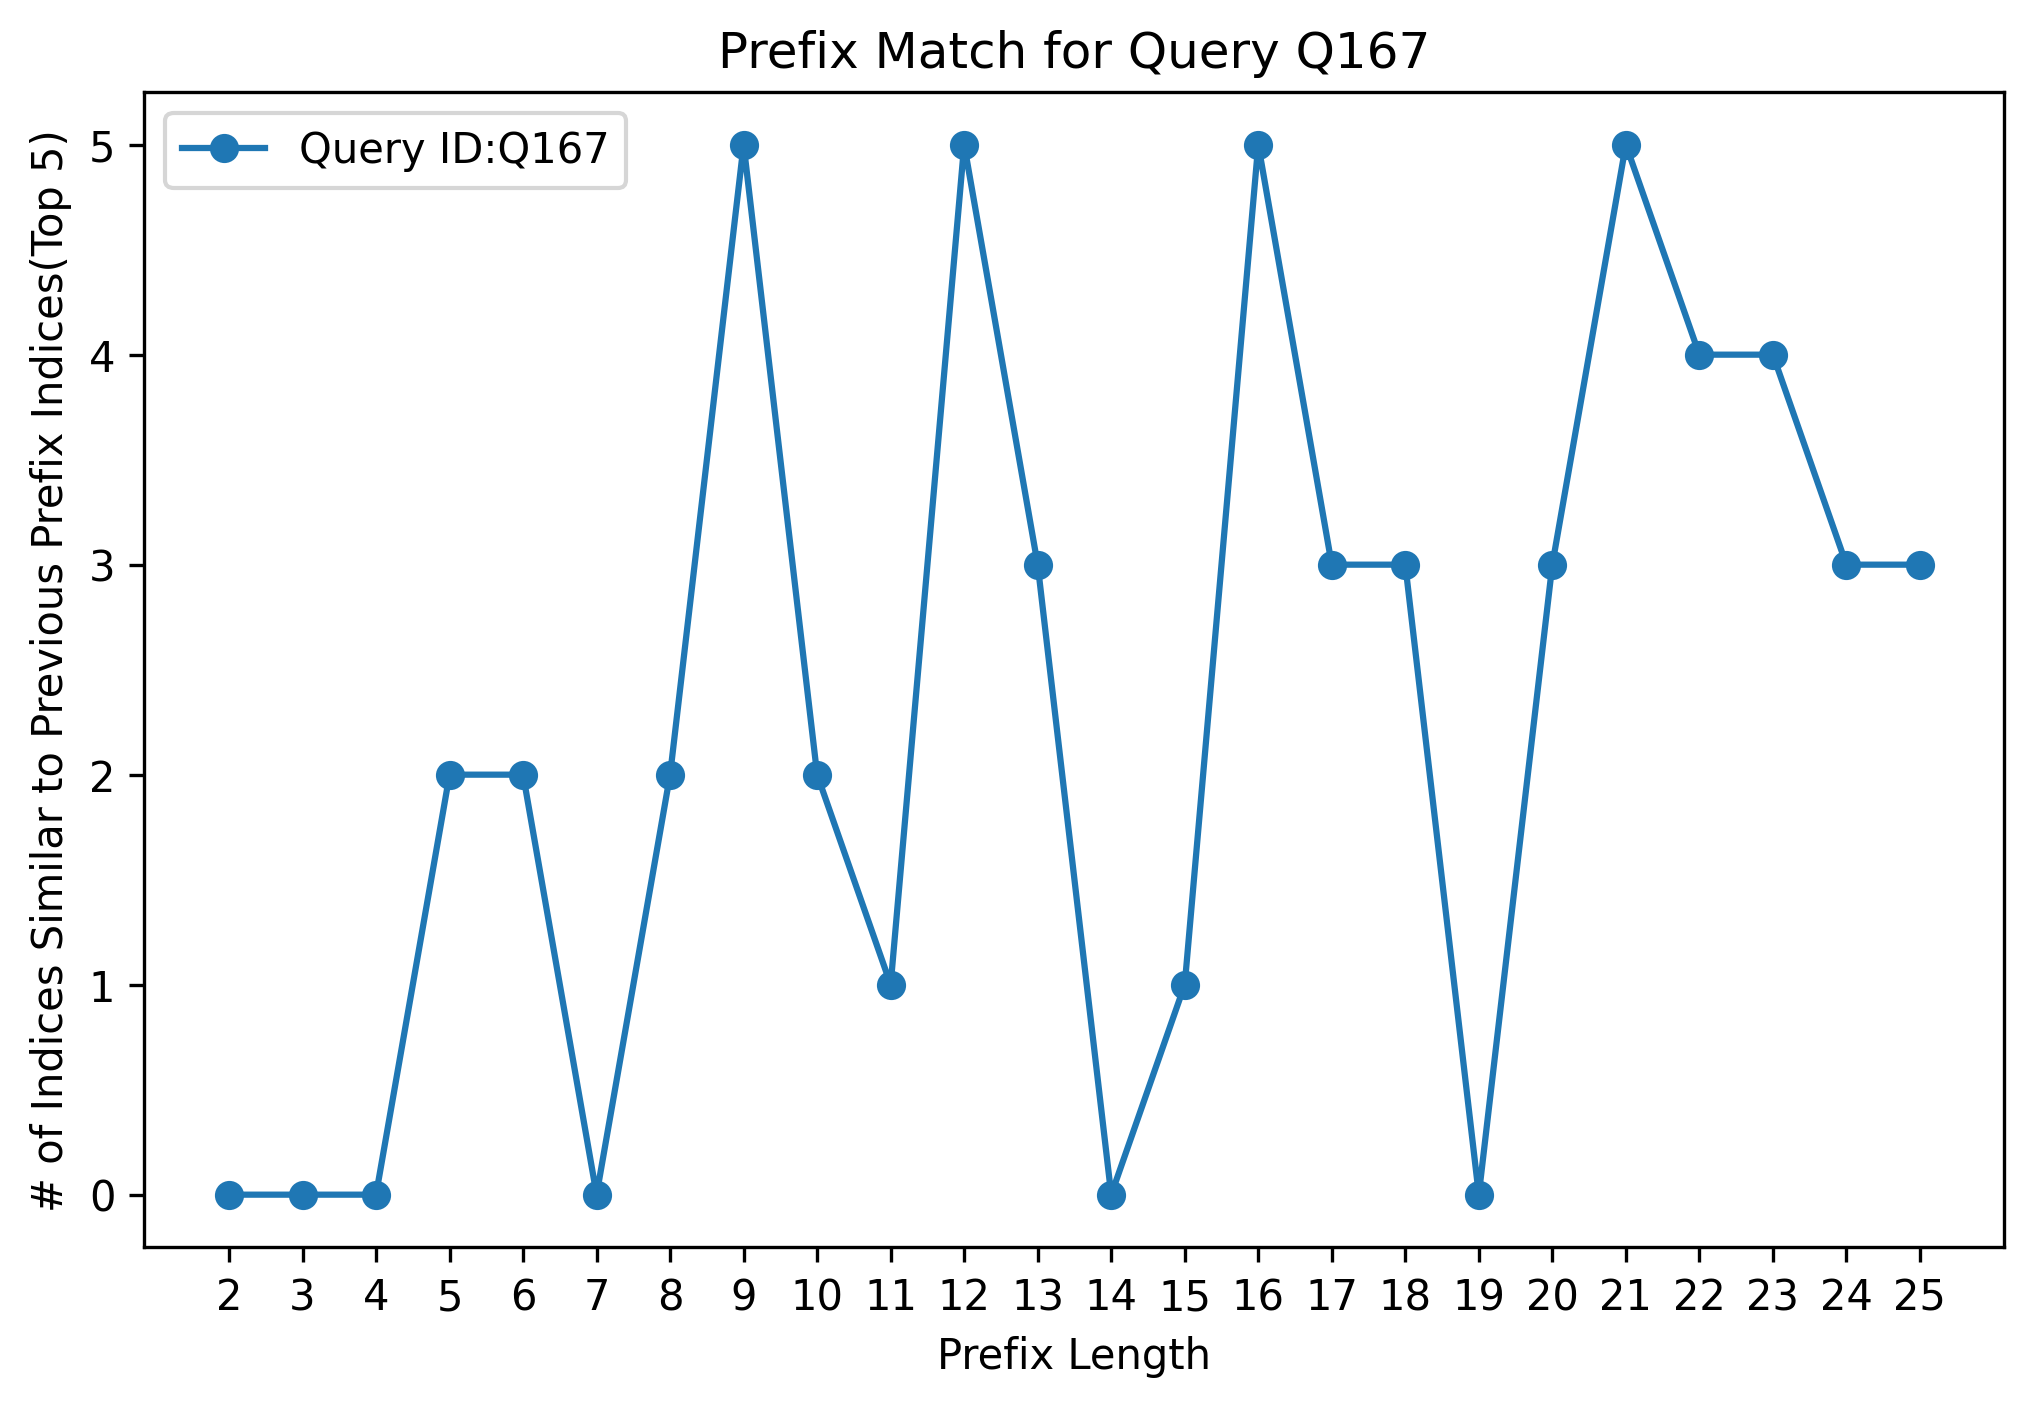 Prefix Match for Query Q167
Query ID:Q167
# of Indices Similar to Previous Prefix Indices(Top 5)
5
4
3
2
1
0
2 3 4 5 6 7 8 9 10 11 12 13 14 15 16 17 18 19 20 21 22 23 24 25
Prefix Length